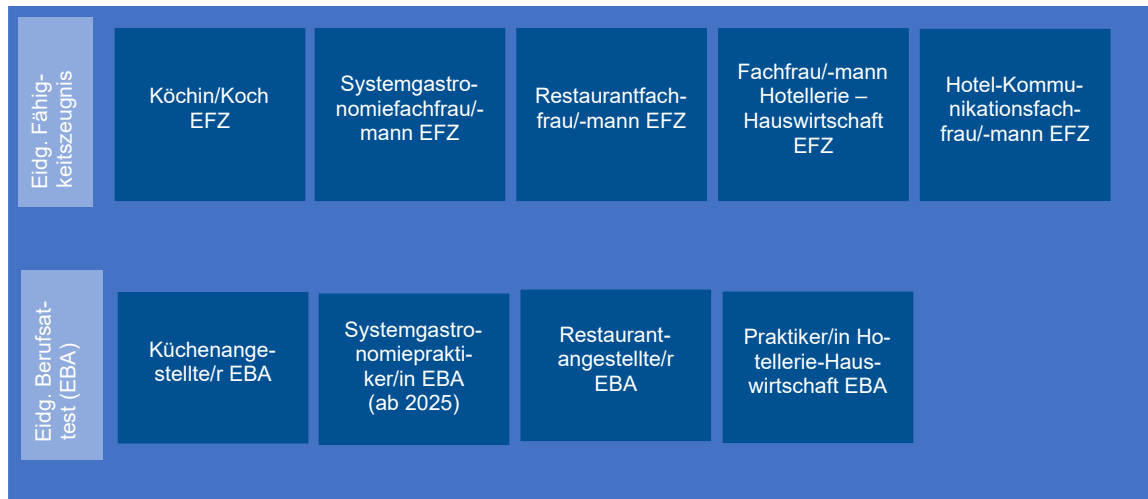 Eidg. Fähig-
keitszeugnis
Köchin/Koch
EFZ
Systemgastro-
nomiefachfrau/-
mann EFZ
Restaurantfach-
frau/-mann EFZ
Fachfrau/-mann
Hotellerie –
Hauswirtschaft
EFZ
Hotel-Kommu-
nikationsfach-
frau/-mann EFZ
Eidg. Berufsat-
test (EBA)
Küchenange-
stellte/r EBA
Systemgastro-
nomieprakti-
ker/in EBA
(ab 2025)
Restaurant-
angestellte/r
EBA
Praktiker/in Ho-
tellerie-Haus-
wirtschaft EBA